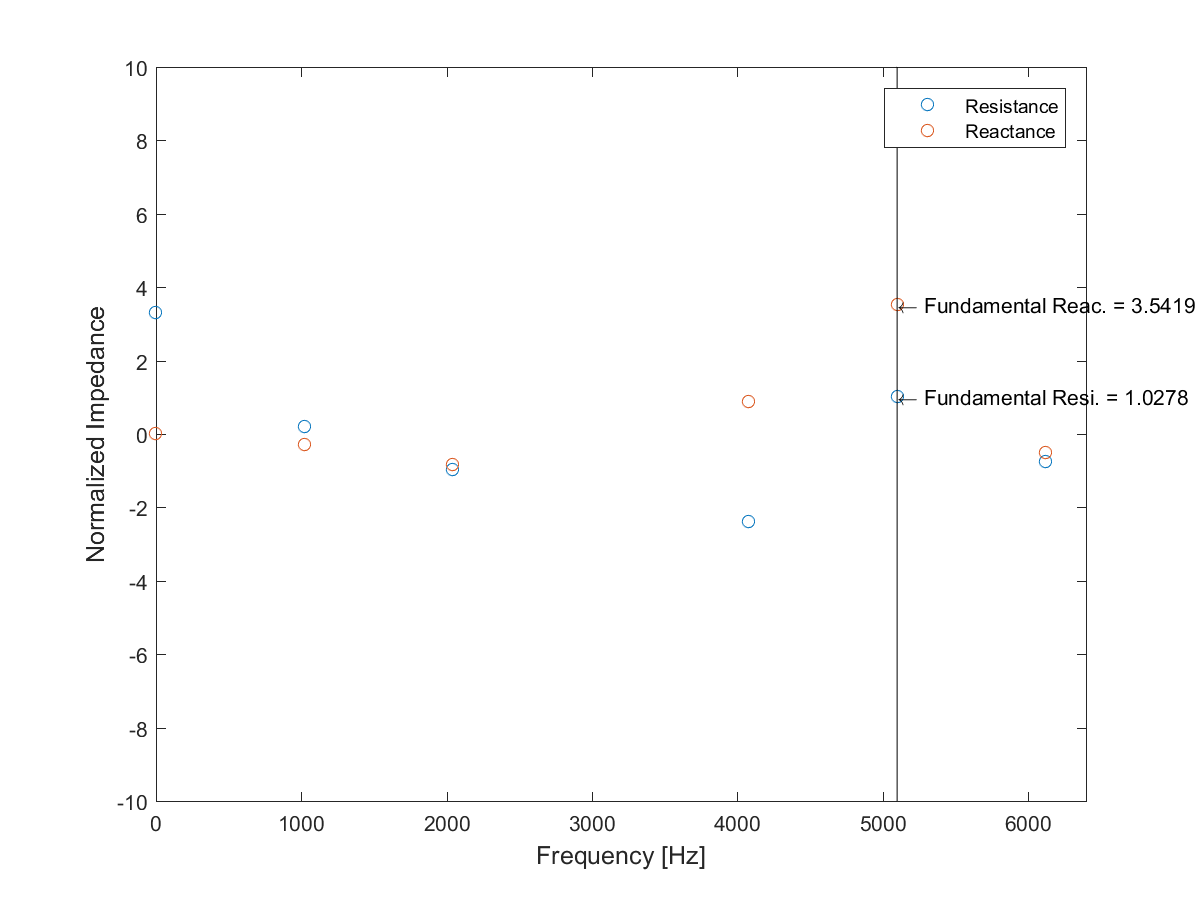 10
8
6
4
2
0
-2
-4
-6
-8
-10
Normalized Impedance
Resistance
Reactance
← Fundamental Reac. = 3.5419
← Fundamental Resi. = 1.0278
0 1000 2000 3000 4000 5000 6000
Frequency [Hz]